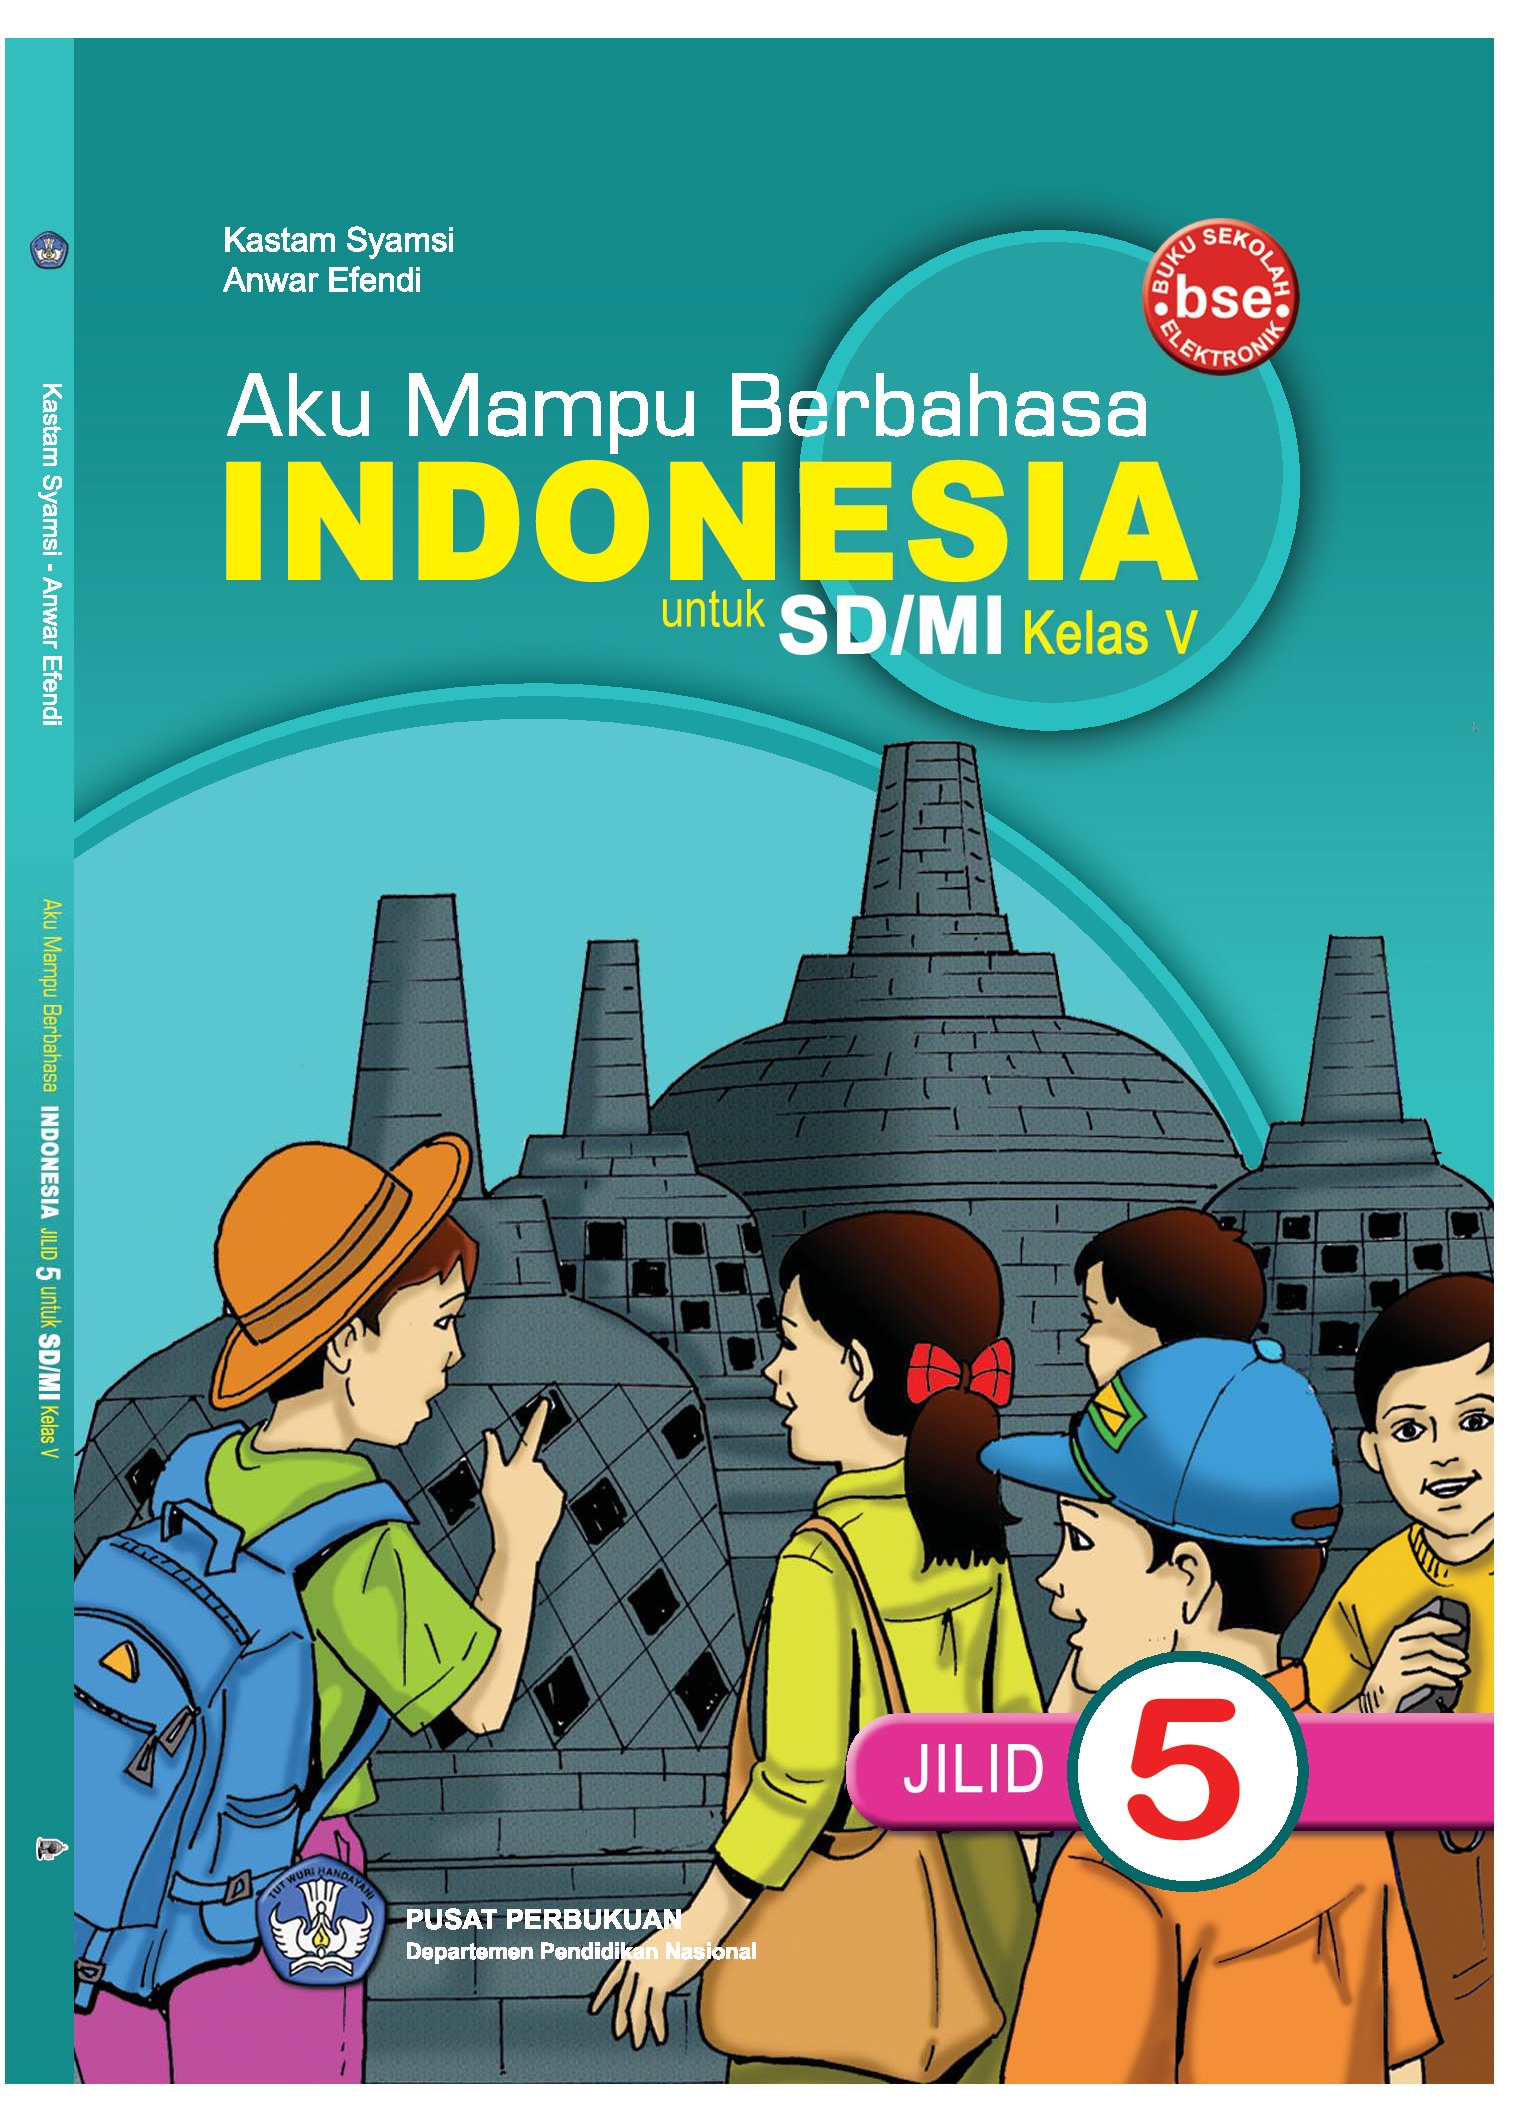 Kastam Syamsi
Anwar Efendi
BUKU SEKOLAH
bse
ELEKTRONIK
Aku Mampu Berbahasa
INDONESIA
untuk SD/MI Kelas V
JILID 5
TUT WURI HANDAYANI
PUSAT PERBUKUAN
Departemen Pendidikan Nasional
Kastam Syamsi - Anwar Efendi
Aku Mampu Berbahasa INDONESIA JILID 5 untuk SD/MI Kelas V